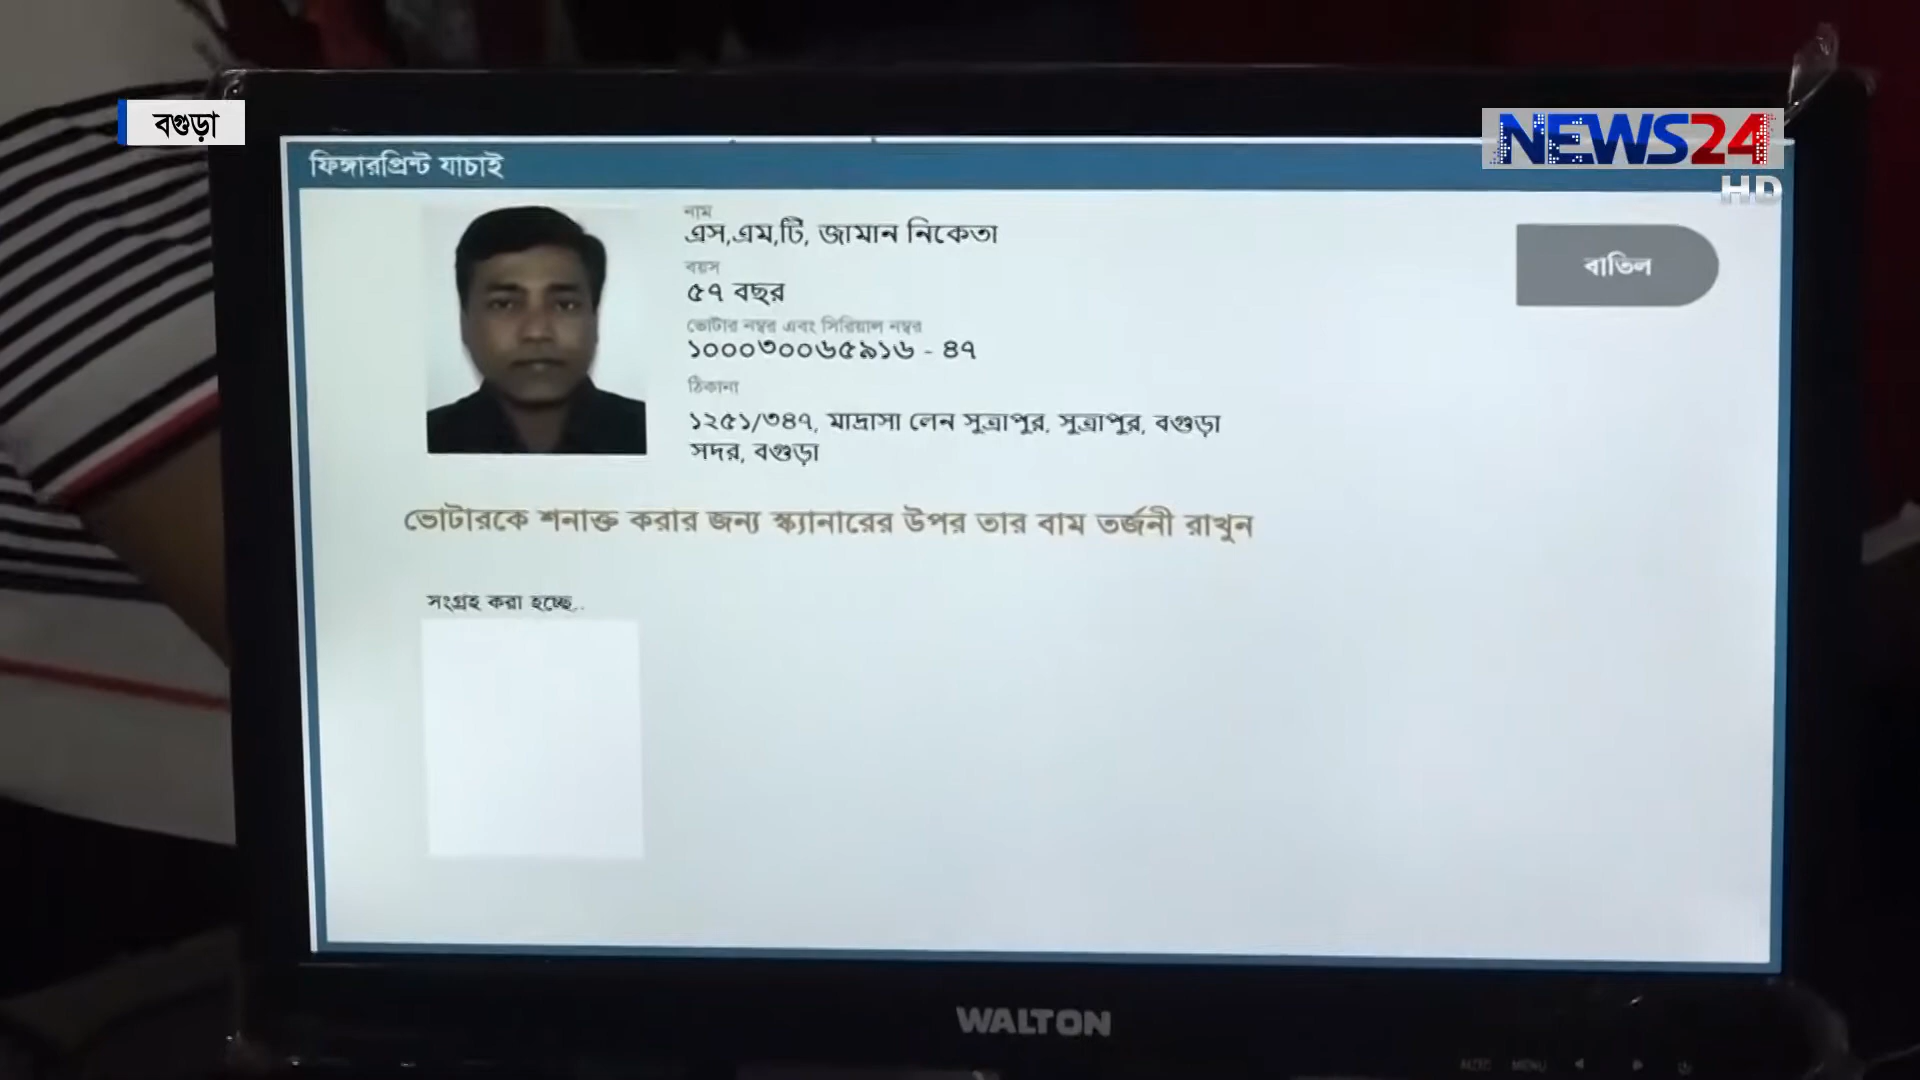 বগুড়া
NEWS24
HD
ফিঙ্গারপ্রিন্ট যাচাই
নাম
এস,এম,টি, জামান নিকেতা
বয়স
৫৭ বছর
ভোটার নম্বর এবং সিরিয়াল নম্বর
১০০০৩০০৬৫৯১৬ - ৪৭
ঠিকানা
১২৫১/৩৪৭, মাদ্রাসা লেন সুত্রাপুর, সুত্রাপুর, বগুড়া
সদর, বগুড়া
বাতিল
ভোটারকে শনাক্ত করার জন্য স্ক্যানারের উপর তার বাম তর্জনী রাখুন
সংগ্রহ করা হচ্ছে..
WALTON
MENU